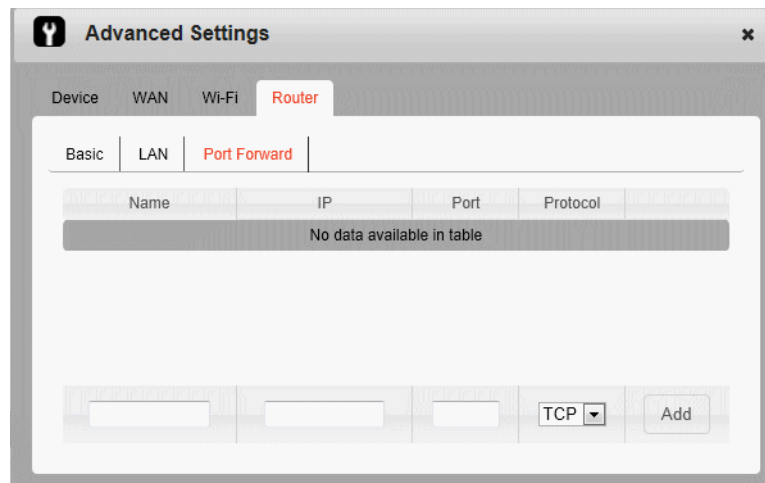 Advanced Settings
Device WAN Wi-Fi Router
Basic LAN Port Forward
Name IP Port Protocol
No data available in table
TCP Add